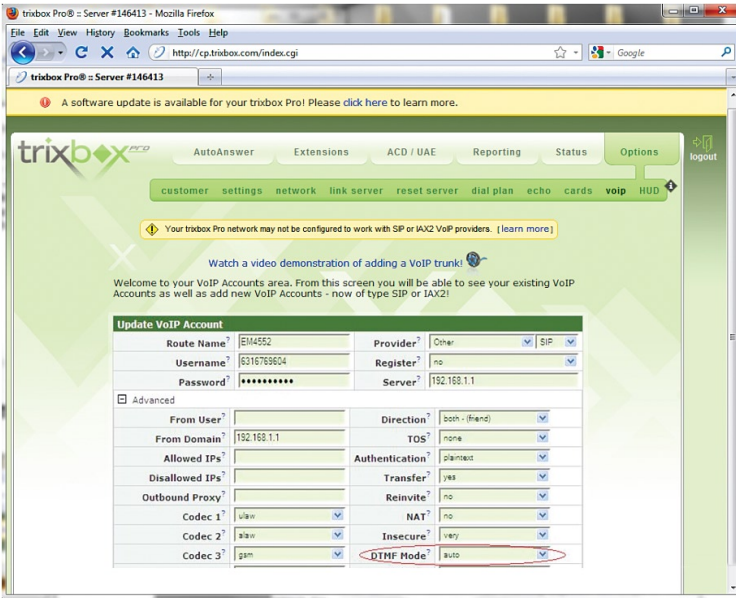 trixbox Pro® :: Server #146413 - Mozilla Firefox
File Edit View History Bookmarks Tools Help
http://cp.trixbox.com/index.cgi
Google
trixbox Pro® :: Server #146413
A software update is available for your trixbox Pro! Please click here to learn more.
trixbox PRO
AutoAnswer Extensions ACD / UAE Reporting Status Options
logout
customer settings network link server reset server dial plan echo cards voip HUD
Your trixbox Pro network may not be configured to work with SIP or IAX2 VoIP providers. [learn more]
Watch a video demonstration of adding a VoIP trunk!
Welcome to your VoIP Accounts area. From this screen you will be able to see your existing VoIP
Accounts as well as add new VoIP Accounts - now of type SIP or IAX2!
Update VoIP Account
Route Name? EM4552 Provider? Other SIP
Username? 6316769604 Register? no
Password? •••••••••• Server? 192.168.1.1
Advanced
From User? Direction? both - (friend)
From Domain? 192.168.1.1 TOS? none
Allowed IPs? Authentication? plaintext
Disallowed IPs? Transfer? yes
Outbound Proxy? Reinvite? no
Codec 1? ulaw NAT? no
Codec 2? alaw Insecure? very
Codec 3? gsm DTMF Mode? auto